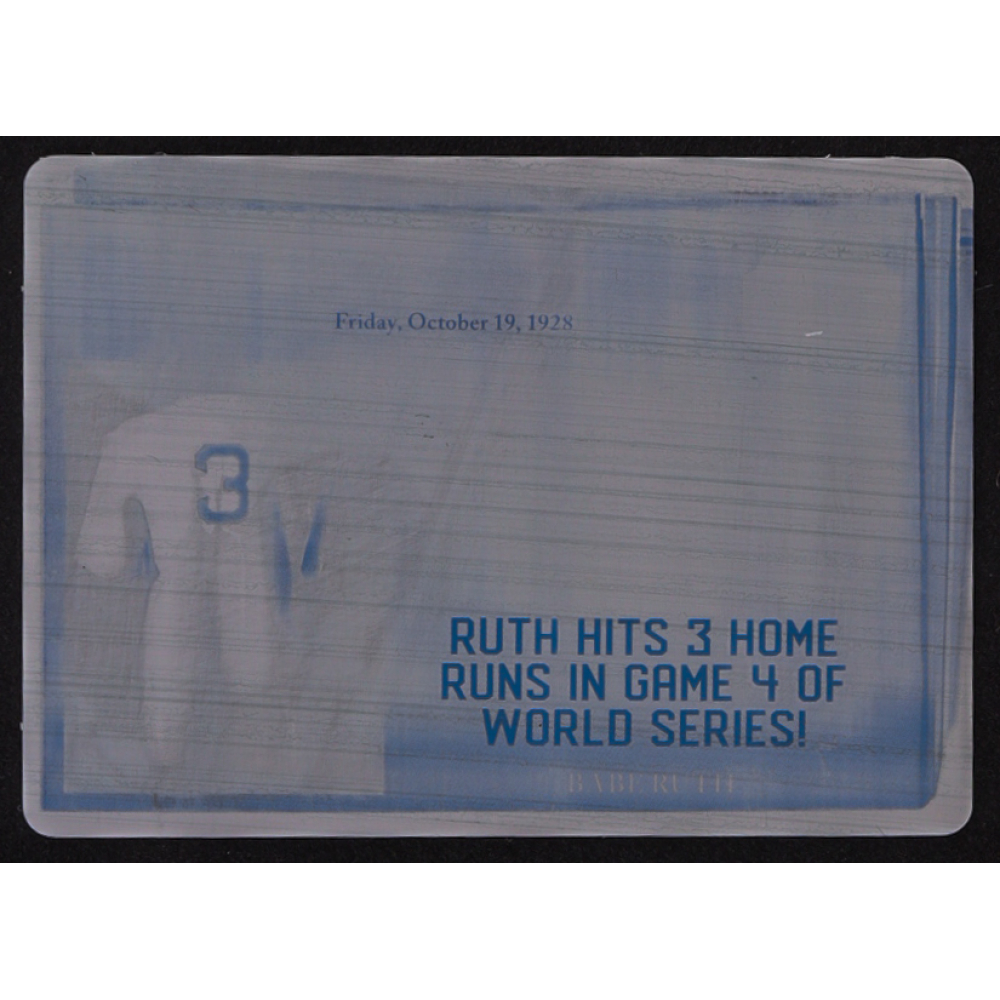 Friday, October 19, 1928
3
RUTH HITS 3 HOME
RUNS IN GAME 4 OF
WORLD SERIES!
BABE RUTH